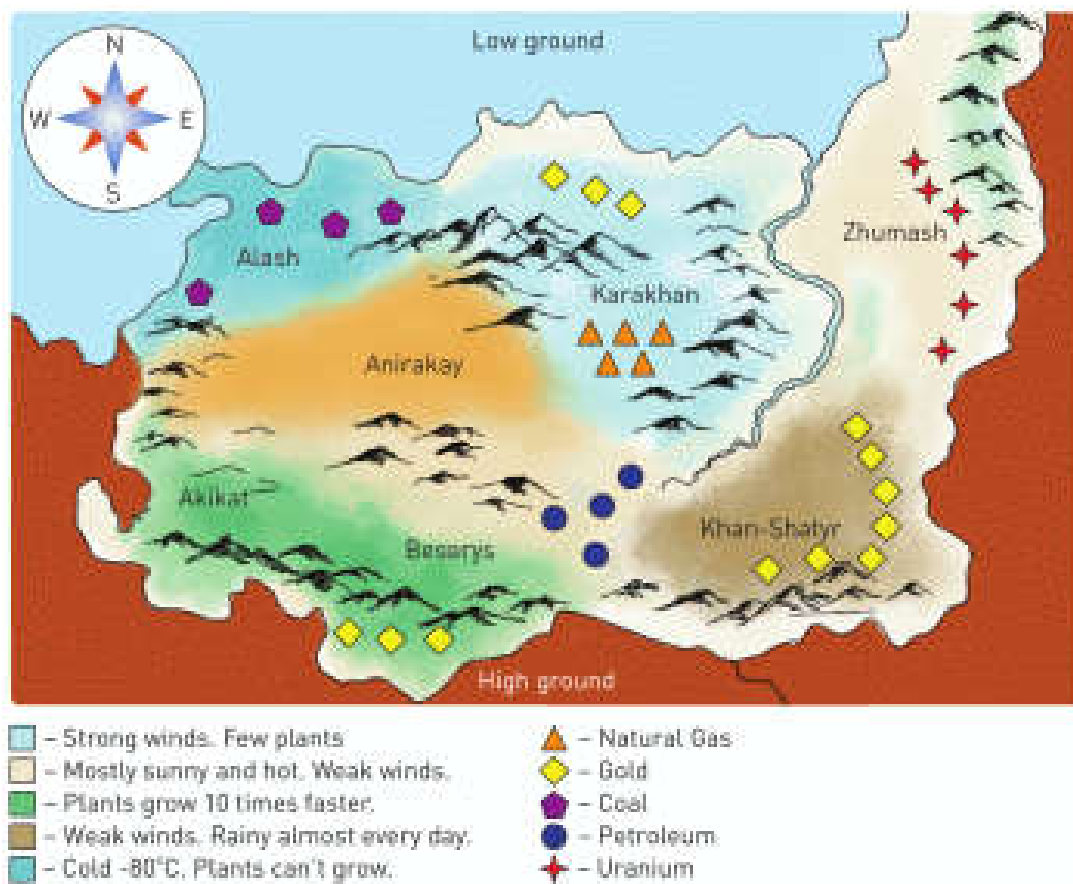 Low ground
N
W
E
S
Zhumash
Alash
Karakhan
Anirakay
Akikat
Khan-Shatyr
Besarys
High ground
– Strong winds. Few plants
– Mostly sunny and hot. Weak winds.
– Plants grow 10 times faster.
– Weak winds. Rainy almost every day.
– Cold -80°C. Plants can't grow.
– Natural Gas
– Gold
– Coal
– Petroleum
– Uranium